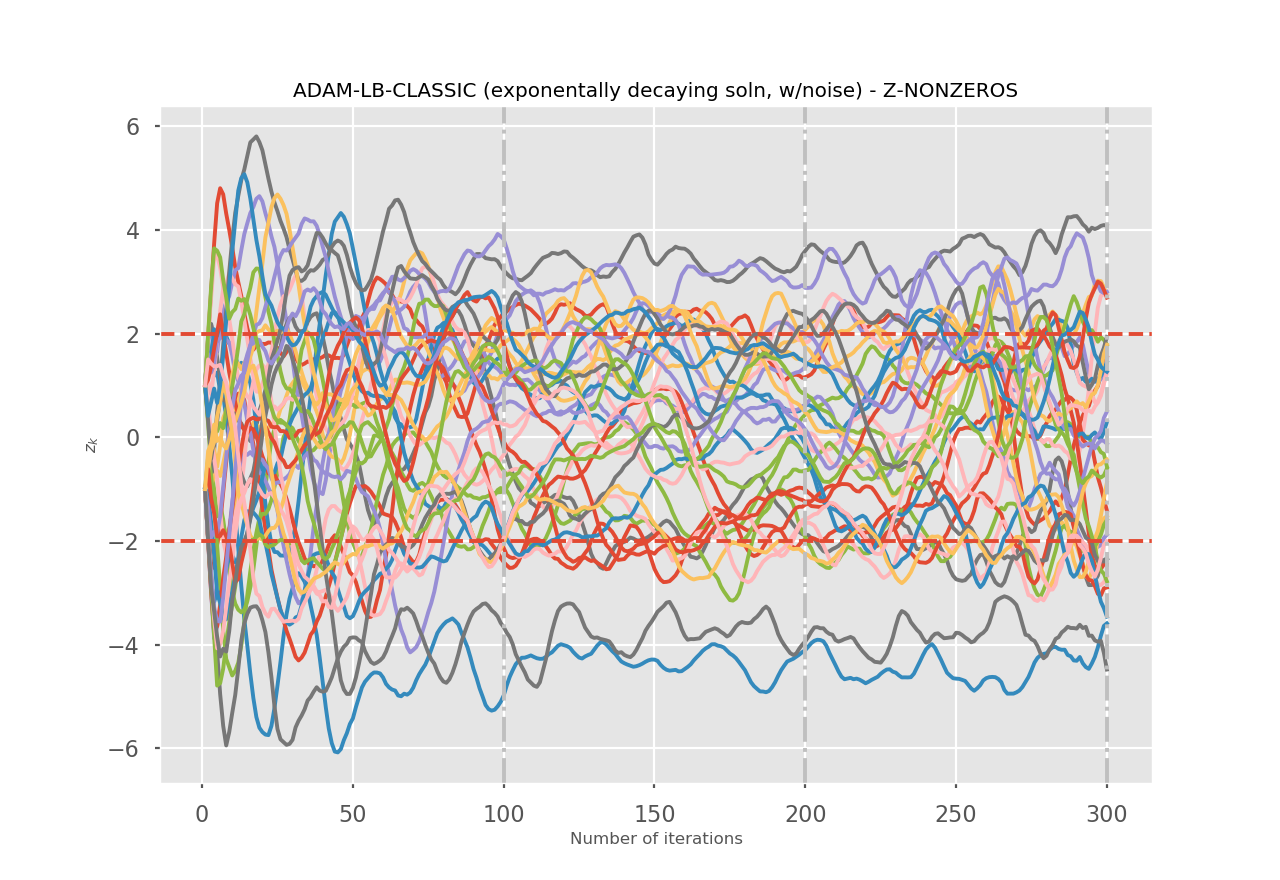 ADAM-LB-CLASSIC (exponentially decaying soln, w/noise) - Z-NONZEROS
6
4
2
0
−2
−4
−6
z_k
0 50 100 150 200 250 300
Number of iterations